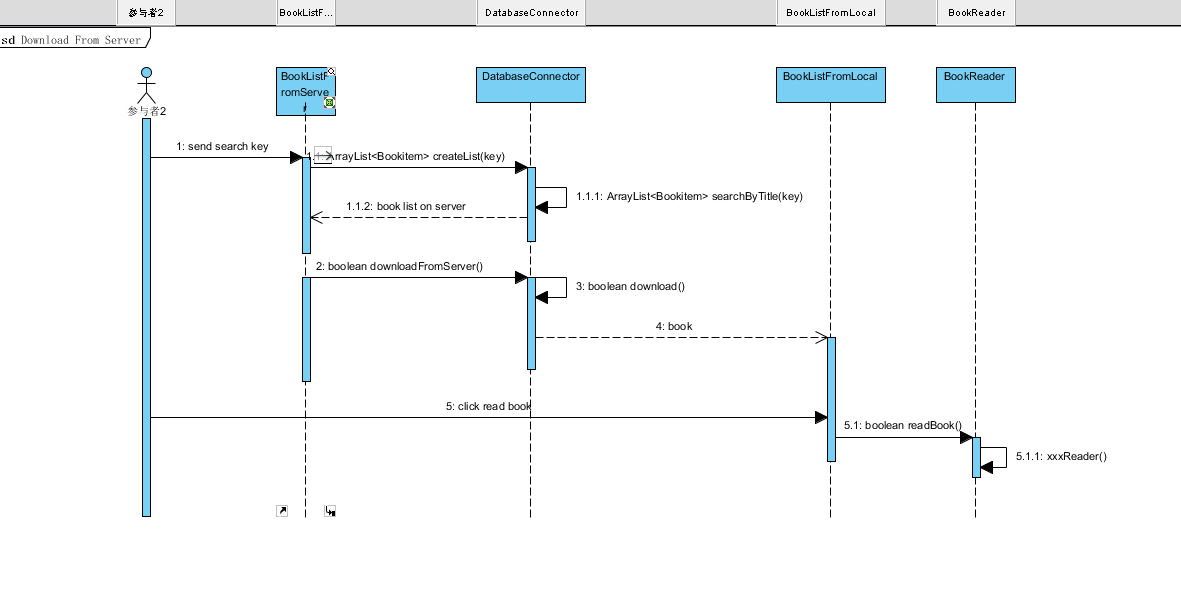 参与者2
BookListF...
DatabaseConnector
BookListFromLocal
BookReader
sd Download From Server
BookListF
romServe
r
DatabaseConnector
BookListFromLocal
BookReader
参与者2
1: send search key
ArrayList<Bookitem> createList(key)
1.1.1: ArrayList<Bookitem> searchByTitle(key)
1.1.2: book list on server
2: boolean downloadFromServer()
3: boolean download()
4: book
5: click read book
5.1: boolean readBook()
5.1.1: xxxReader()